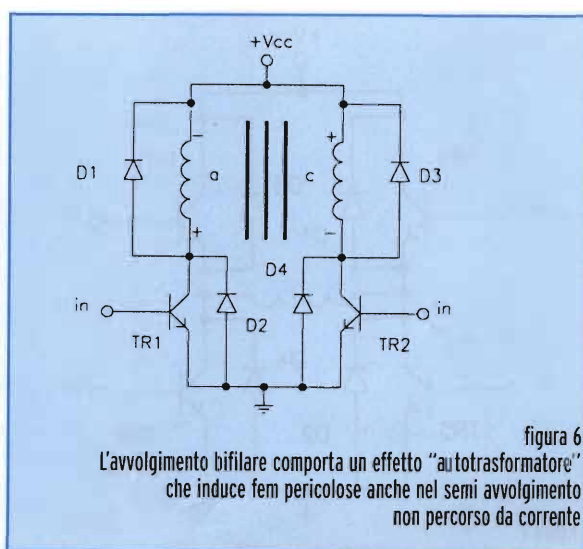 +Vcc
D1
-
a
+
c
+
-
D3
D4
in
D2
in
TR1
TR2
figura 6
L'avvolgimento bifilare comporta un effetto "autotrasformatore"
che induce fem pericolose anche nel semi avvolgimento
non percorso da corrente